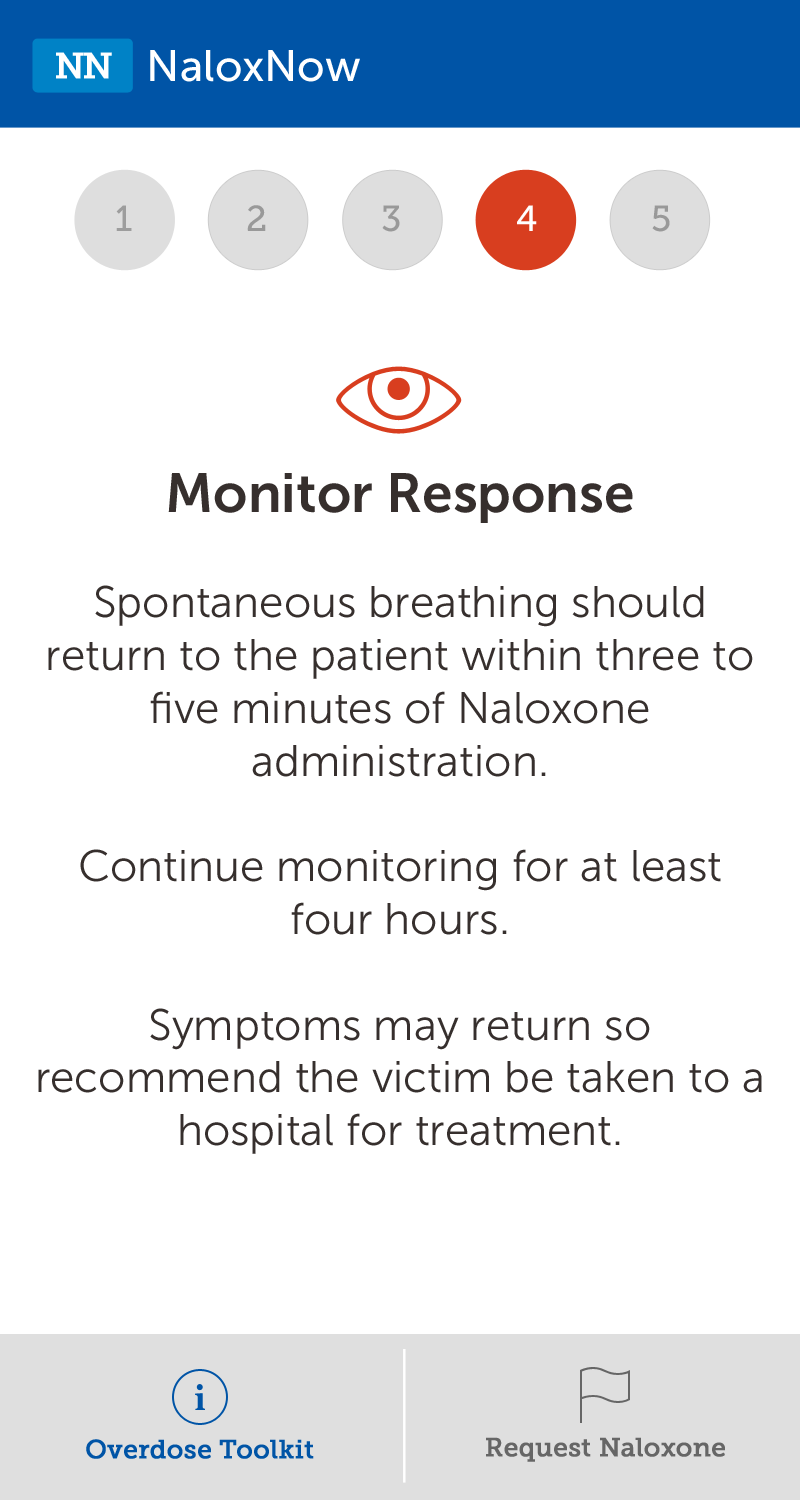 NN NaloxNow
1 2 3 4 5
Monitor Response
Spontaneous breathing should
return to the patient within three to
five minutes of Naloxone
administration.
Continue monitoring for at least
four hours.
Symptoms may return so
recommend the victim be taken to a
hospital for treatment.
i
Overdose Toolkit
Request Naloxone